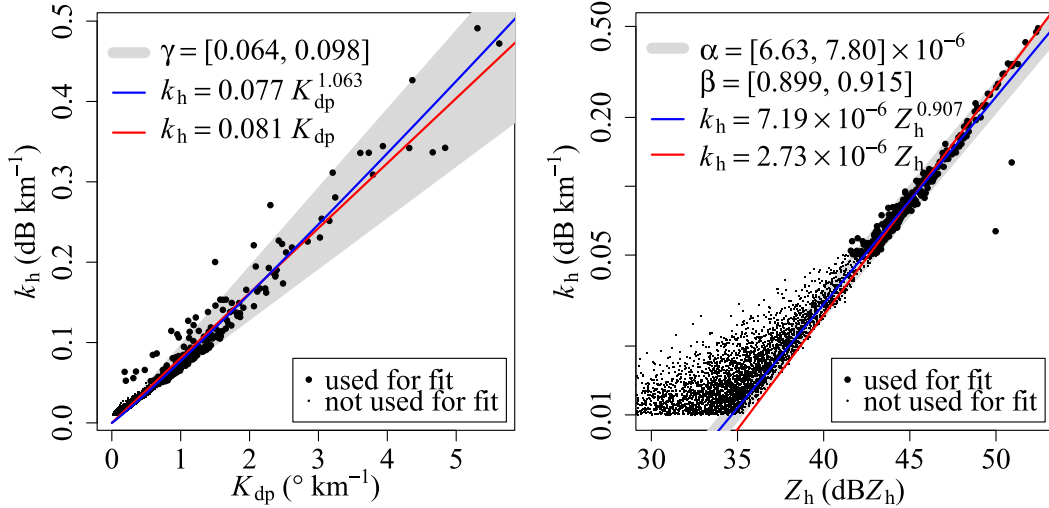 0.5
0.4
0.3
0.2
0.1
0.0
k_h (dB km⁻¹)
γ = [0.064, 0.098]
k_h = 0.077 K_dp^1.063
k_h = 0.081 K_dp
used for fit
not used for fit
0 1 2 3 4 5
K_dp (° km⁻¹)
0.50
0.20
0.05
0.01
k_h (dB km⁻¹)
α = [6.63, 7.80] × 10⁻⁶
β = [0.899, 0.915]
k_h = 7.19 × 10⁻⁶ Z_h^0.907
k_h = 2.73 × 10⁻⁶ Z_h
used for fit
not used for fit
30 35 40 45 50
Z_h (dBZ_h)